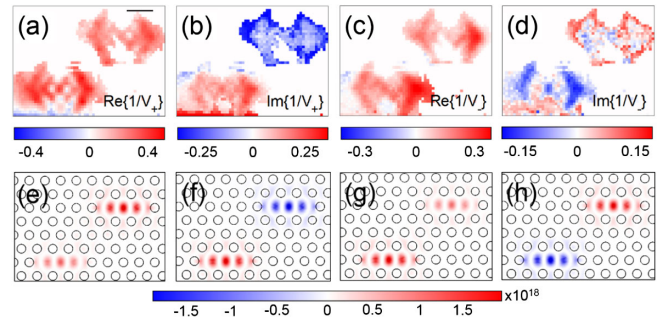 (a) (b) (c) (d)
Re{1/V+} Im{1/V+} Re{1/V-} Im{1/V-}
-0.4 0 0.4 -0.25 0 0.25 -0.3 0 0.3 -0.15 0 0.15
(e) (f) (g) (h)
x10^18
-1.5 -1 -0.5 0 0.5 1 1.5